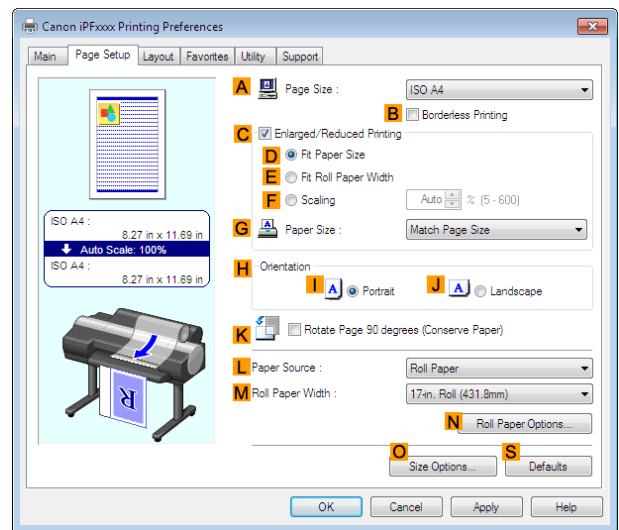 Canon iPFxxxx Printing Preferences
Main Page Setup Layout Favorites Utility Support
A Page Size : ISO A4
B Borderless Printing
C Enlarged/Reduced Printing
D Fit Paper Size
E Fit Roll Paper Width
F Scaling Auto % (5 - 600)
ISO A4 :
8.27 in x 11.69 in
Auto Scale: 100%
ISO A4 :
8.27 in x 11.69 in
G Paper Size : Match Page Size
H Orientation
I A Portrait J A Landscape
K Rotate Page 90 degrees (Conserve Paper)
R
L Paper Source : Roll Paper
M Roll Paper Width : 17-in. Roll (431.8mm)
N Roll Paper Options...
O Size Options... S Defaults
OK Cancel Apply Help